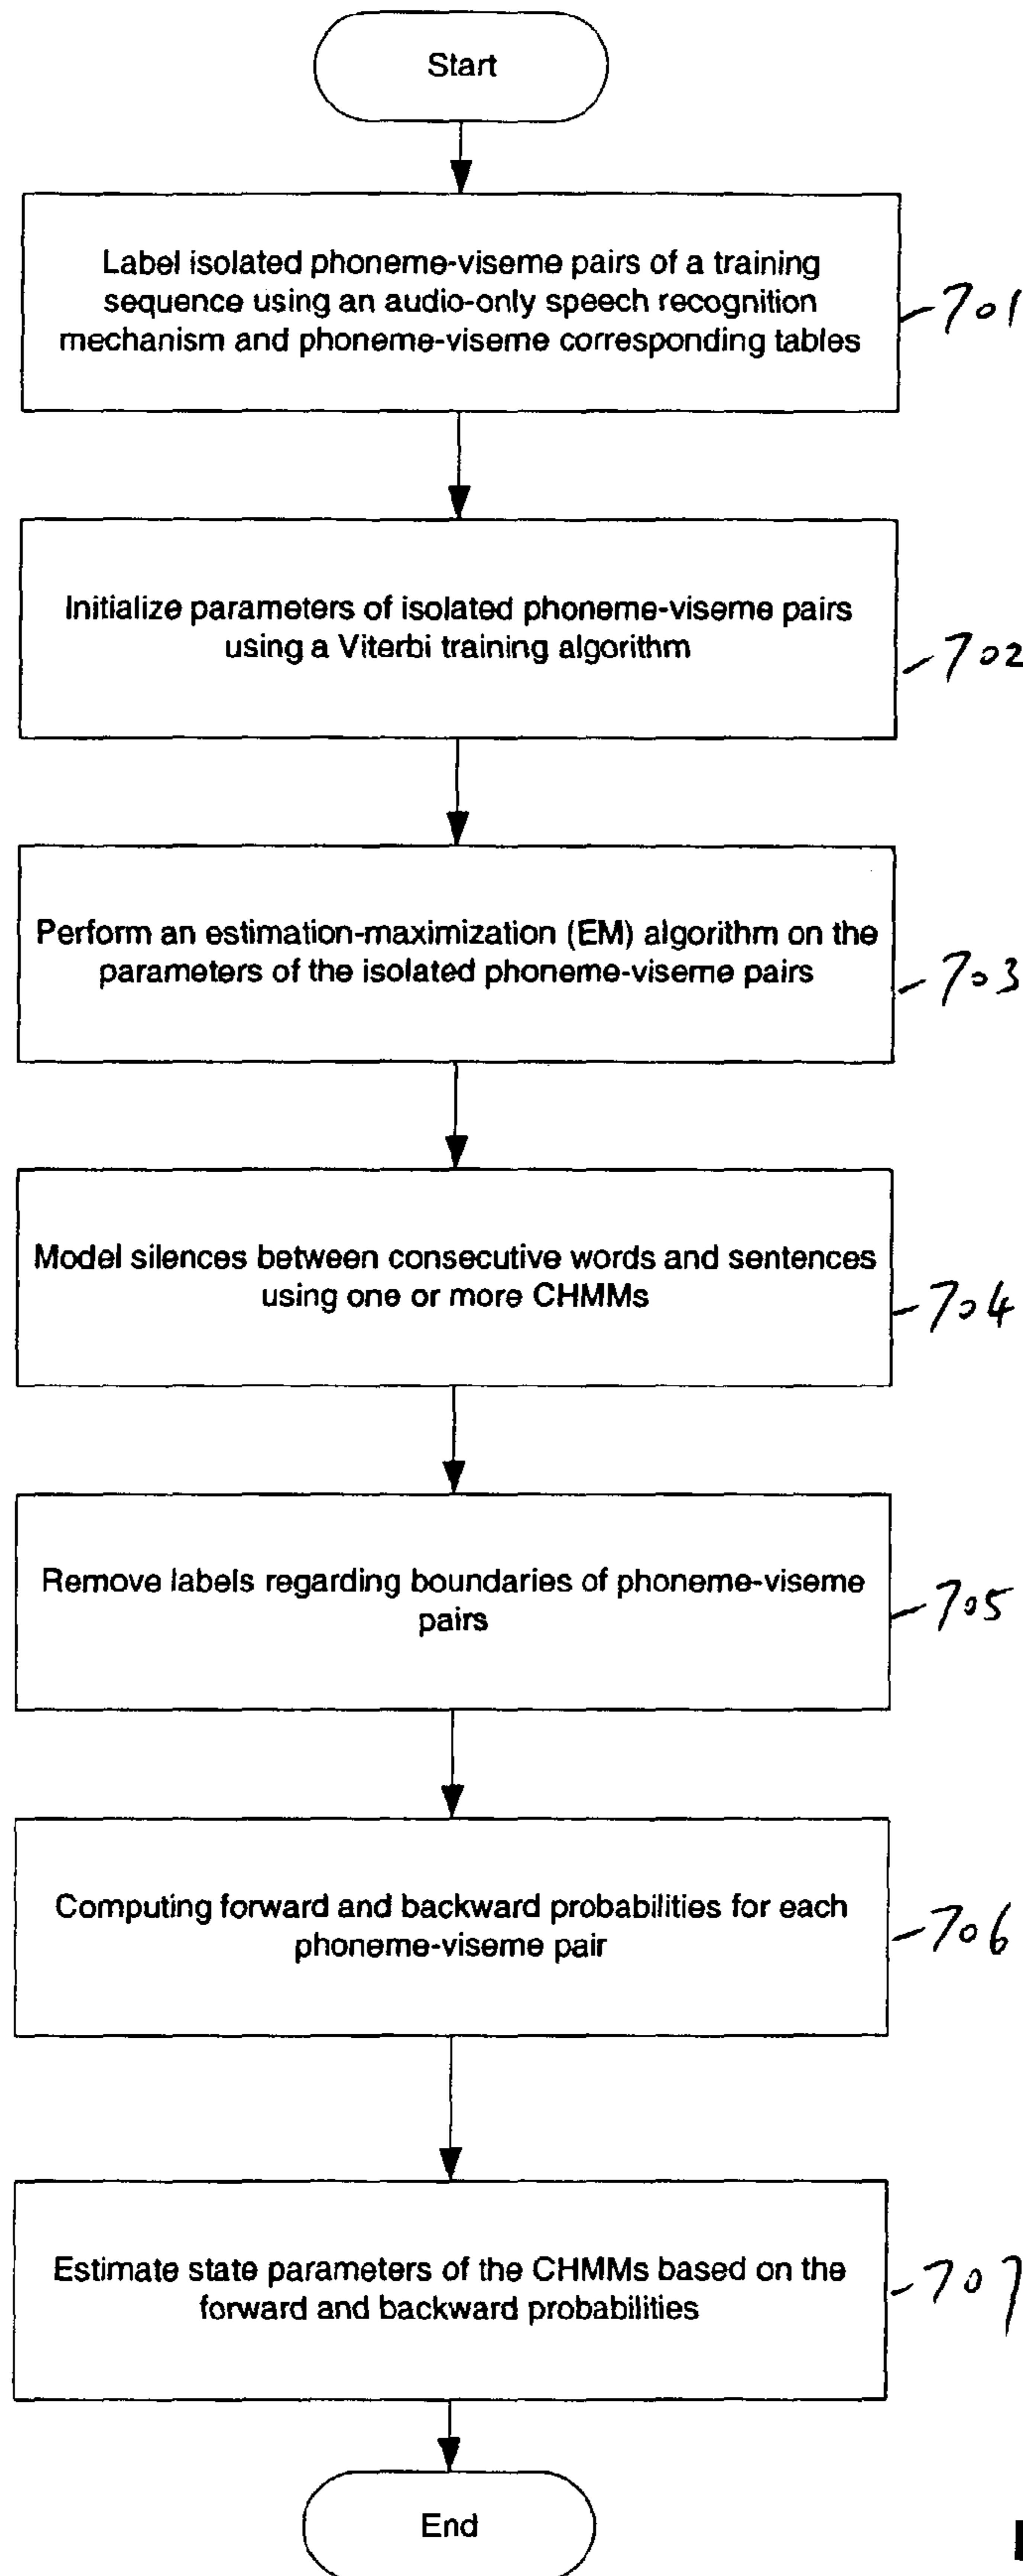 Start
Label isolated phoneme-viseme pairs of a training
sequence using an audio-only speech recognition
mechanism and phoneme-viseme corresponding tables
701
Initialize parameters of isolated phoneme-viseme pairs
using a Viterbi training algorithm
702
Perform an estimation-maximization (EM) algorithm on the
parameters of the isolated phoneme-viseme pairs
703
Model silences between consecutive words and sentences
using one or more CHMMs
704
Remove labels regarding boundaries of phoneme-viseme
pairs
705
Computing forward and backward probabilities for each
phoneme-viseme pair
706
Estimate state parameters of the CHMMs based on the
forward and backward probabilities
707
End